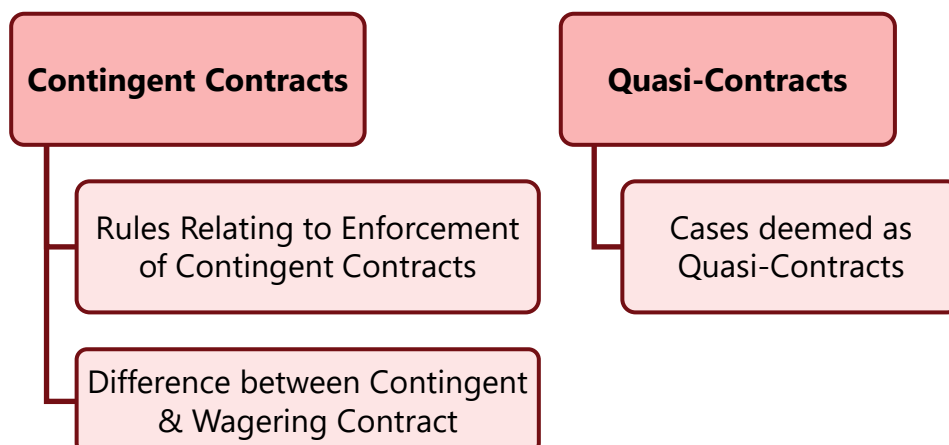 Contingent Contracts
Rules Relating to Enforcement
of Contingent Contracts
Difference between Contingent
& Wagering Contract
Quasi-Contracts
Cases deemed as
Quasi-Contracts